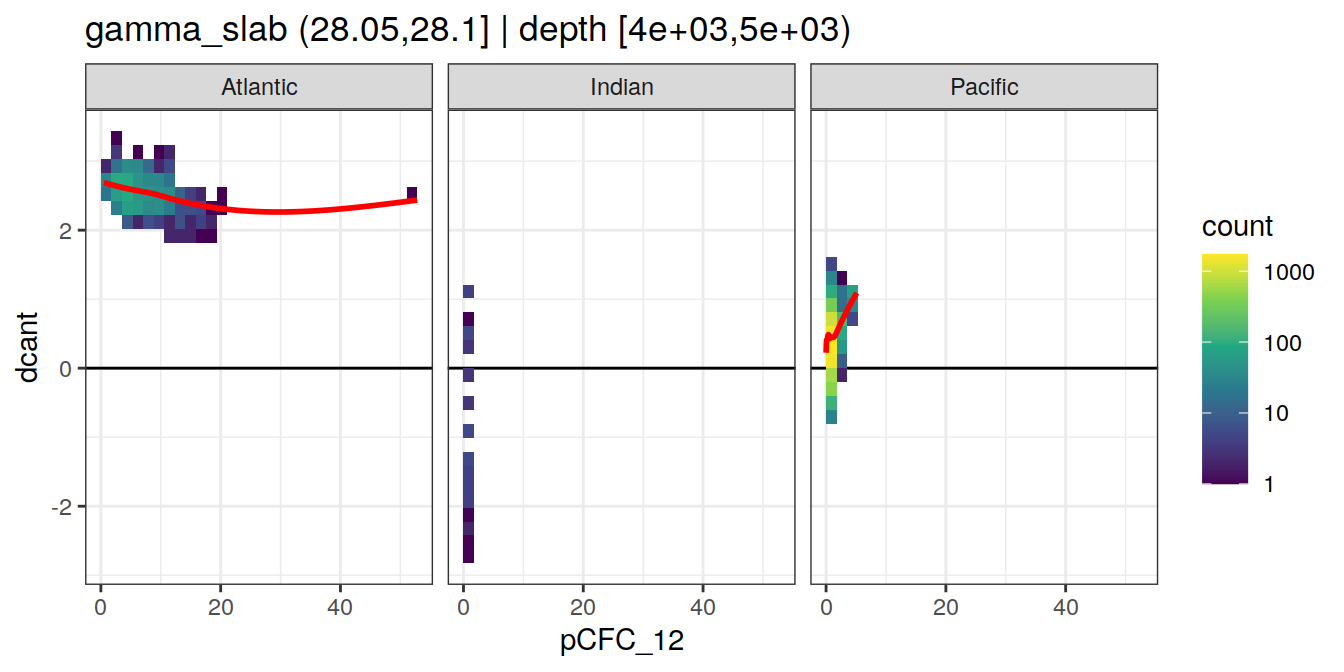 gamma_slab (28.05,28.1] | depth [4e+03,5e+03)
Atlantic
Indian
Pacific
2
0
-2
dcant
0 20 40
0 20 40
0 20 40
pCFC_12
count
1000
100
10
1